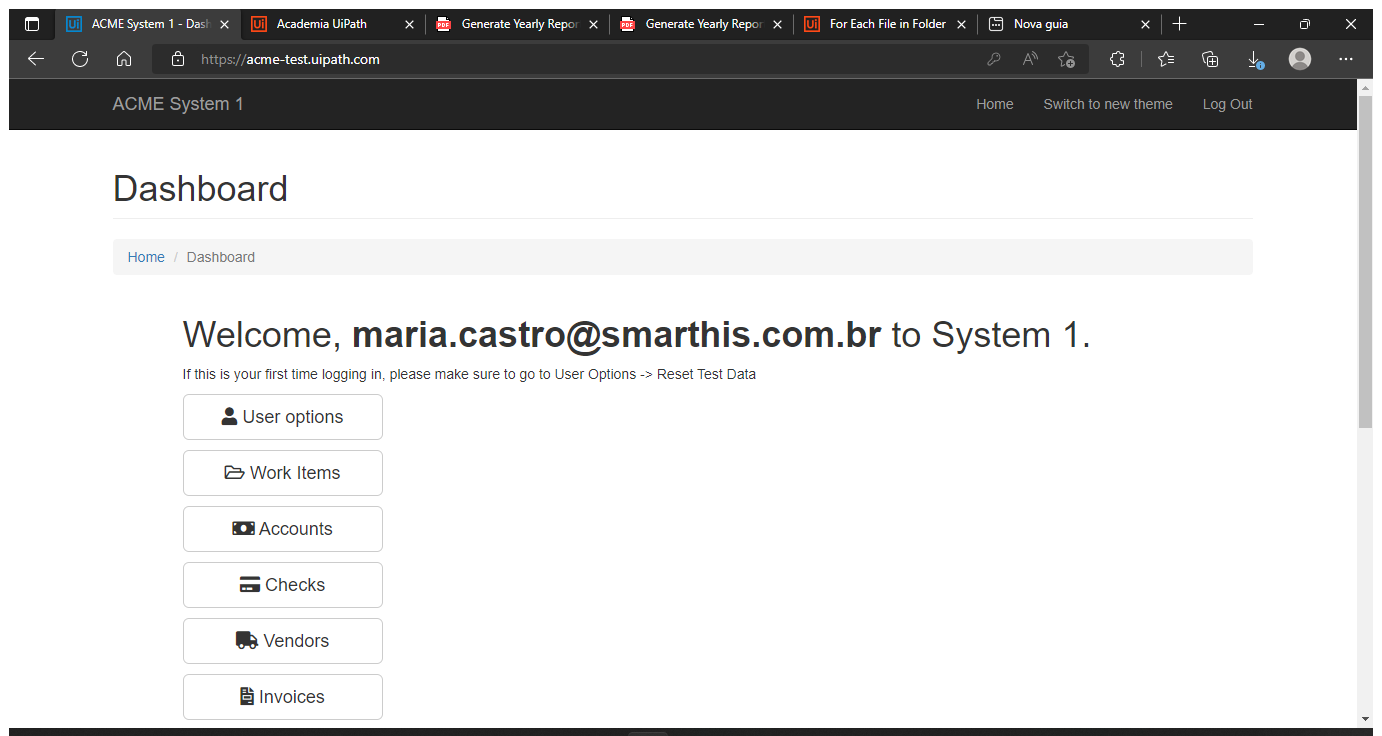 ACME System 1 - Dash
Academia UiPath
Generate Yearly Repor
Generate Yearly Repor
For Each File in Folder
Nova guia
https://acme-test.uipath.com
ACME System 1
Home
Switch to new theme
Log Out
Dashboard
Home / Dashboard
Welcome, maria.castro@smarthis.com.br to System 1.
If this is your first time logging in, please make sure to go to User Options -> Reset Test Data
User options
Work Items
Accounts
Checks
Vendors
Invoices